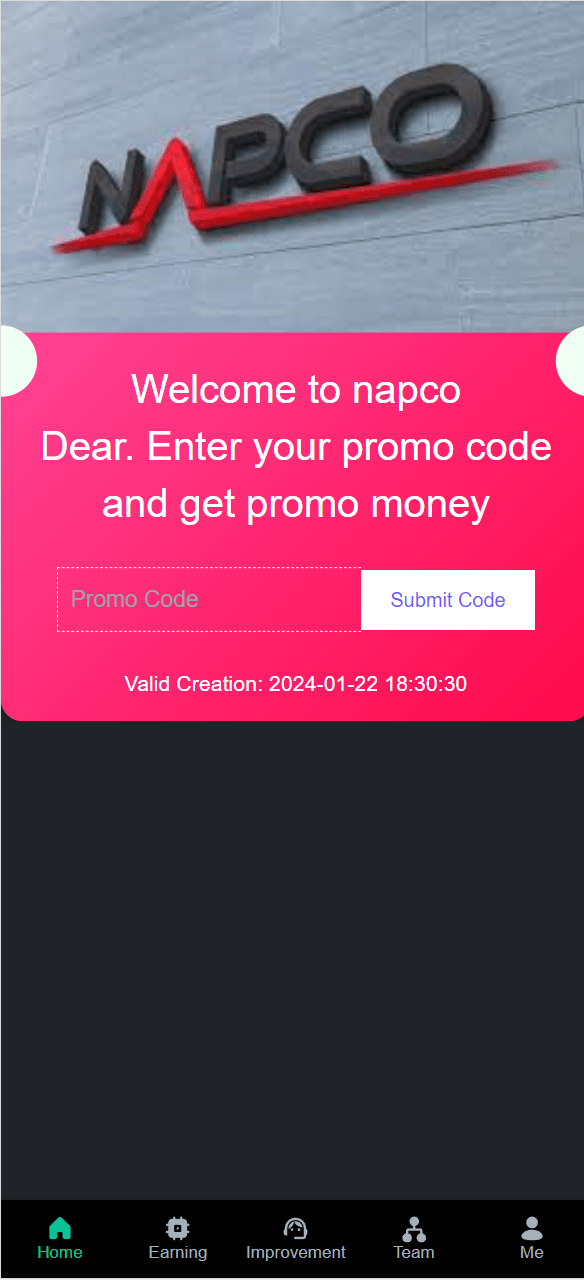 NAPCO
Welcome to napco
Dear. Enter your promo code
and get promo money
Promo Code
Submit Code
Valid Creation: 2024-01-22 18:30:30
Home
Earning
Improvement
Team
Me